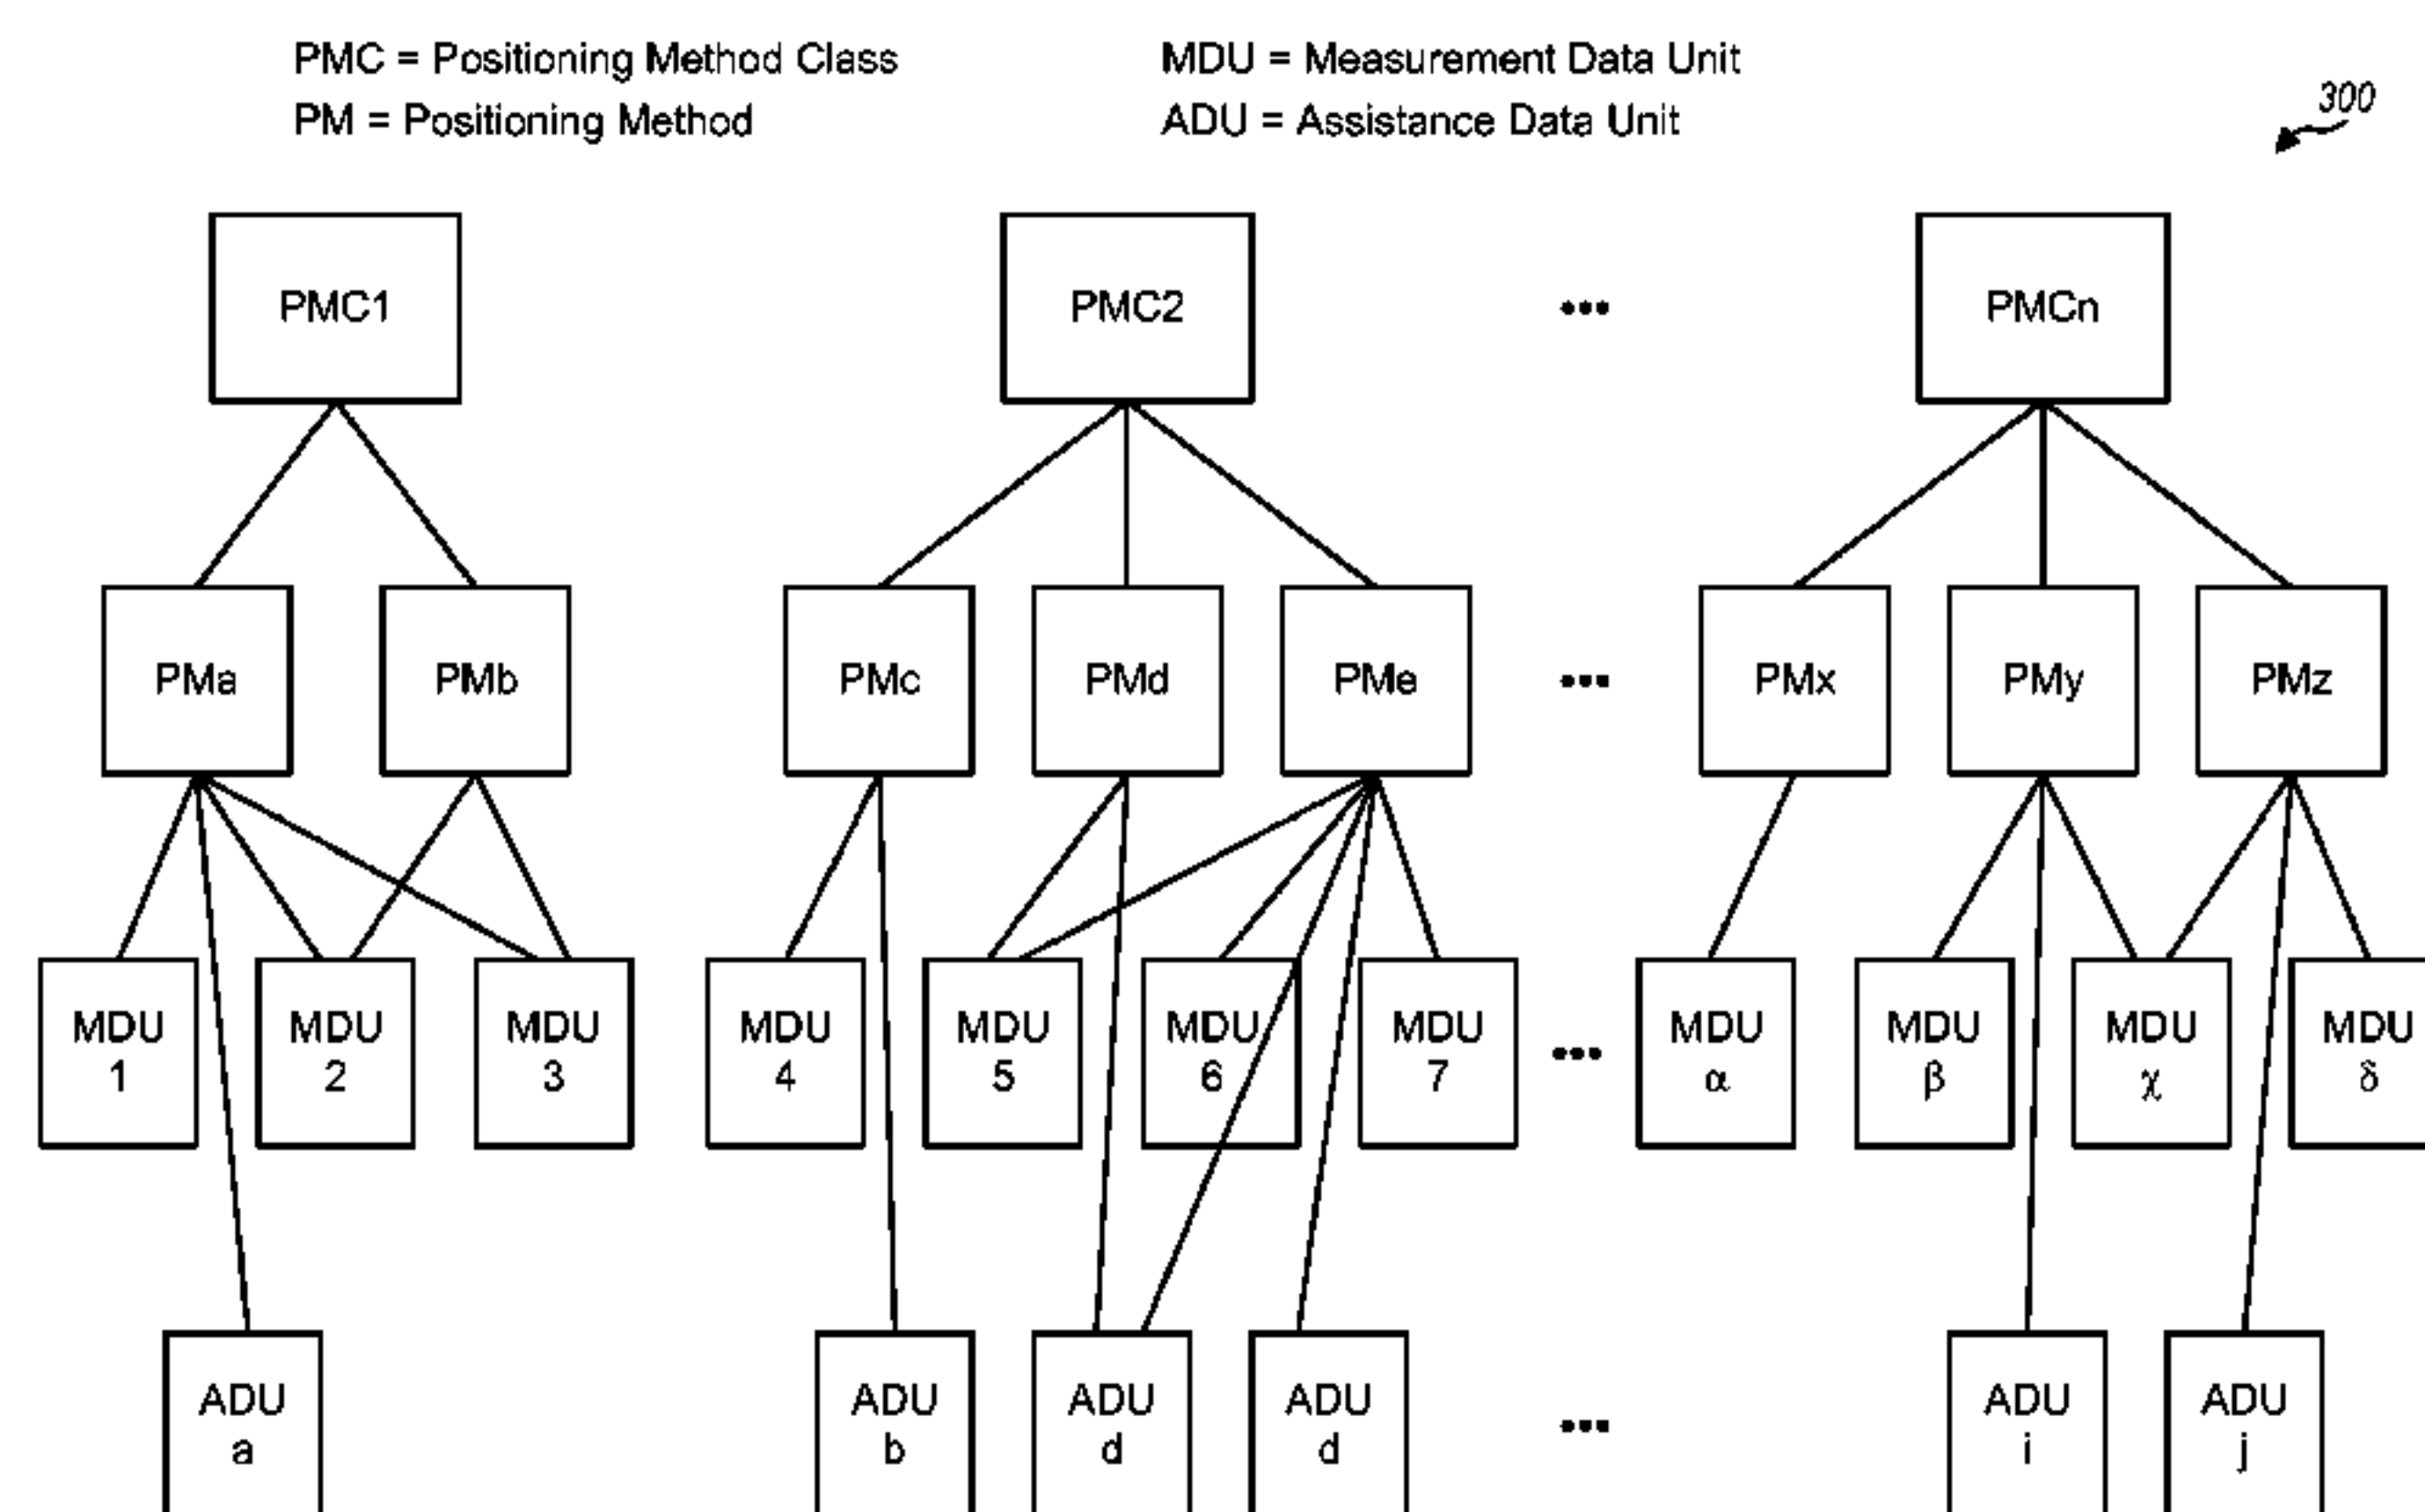 PMC = Positioning Method Class
PM = Positioning Method
MDU = Measurement Data Unit
ADU = Assistance Data Unit
300
PMC1
PMC2
•••
PMCn
PMa
PMb
PMc
PMd
PMe
•••
PMx
PMy
PMz
MDU
1
MDU
2
MDU
3
MDU
4
MDU
5
MDU
6
MDU
7
•••
MDU
α
MDU
β
MDU
χ
MDU
δ
ADU
a
ADU
b
ADU
d
ADU
d
•••
ADU
i
ADU
j